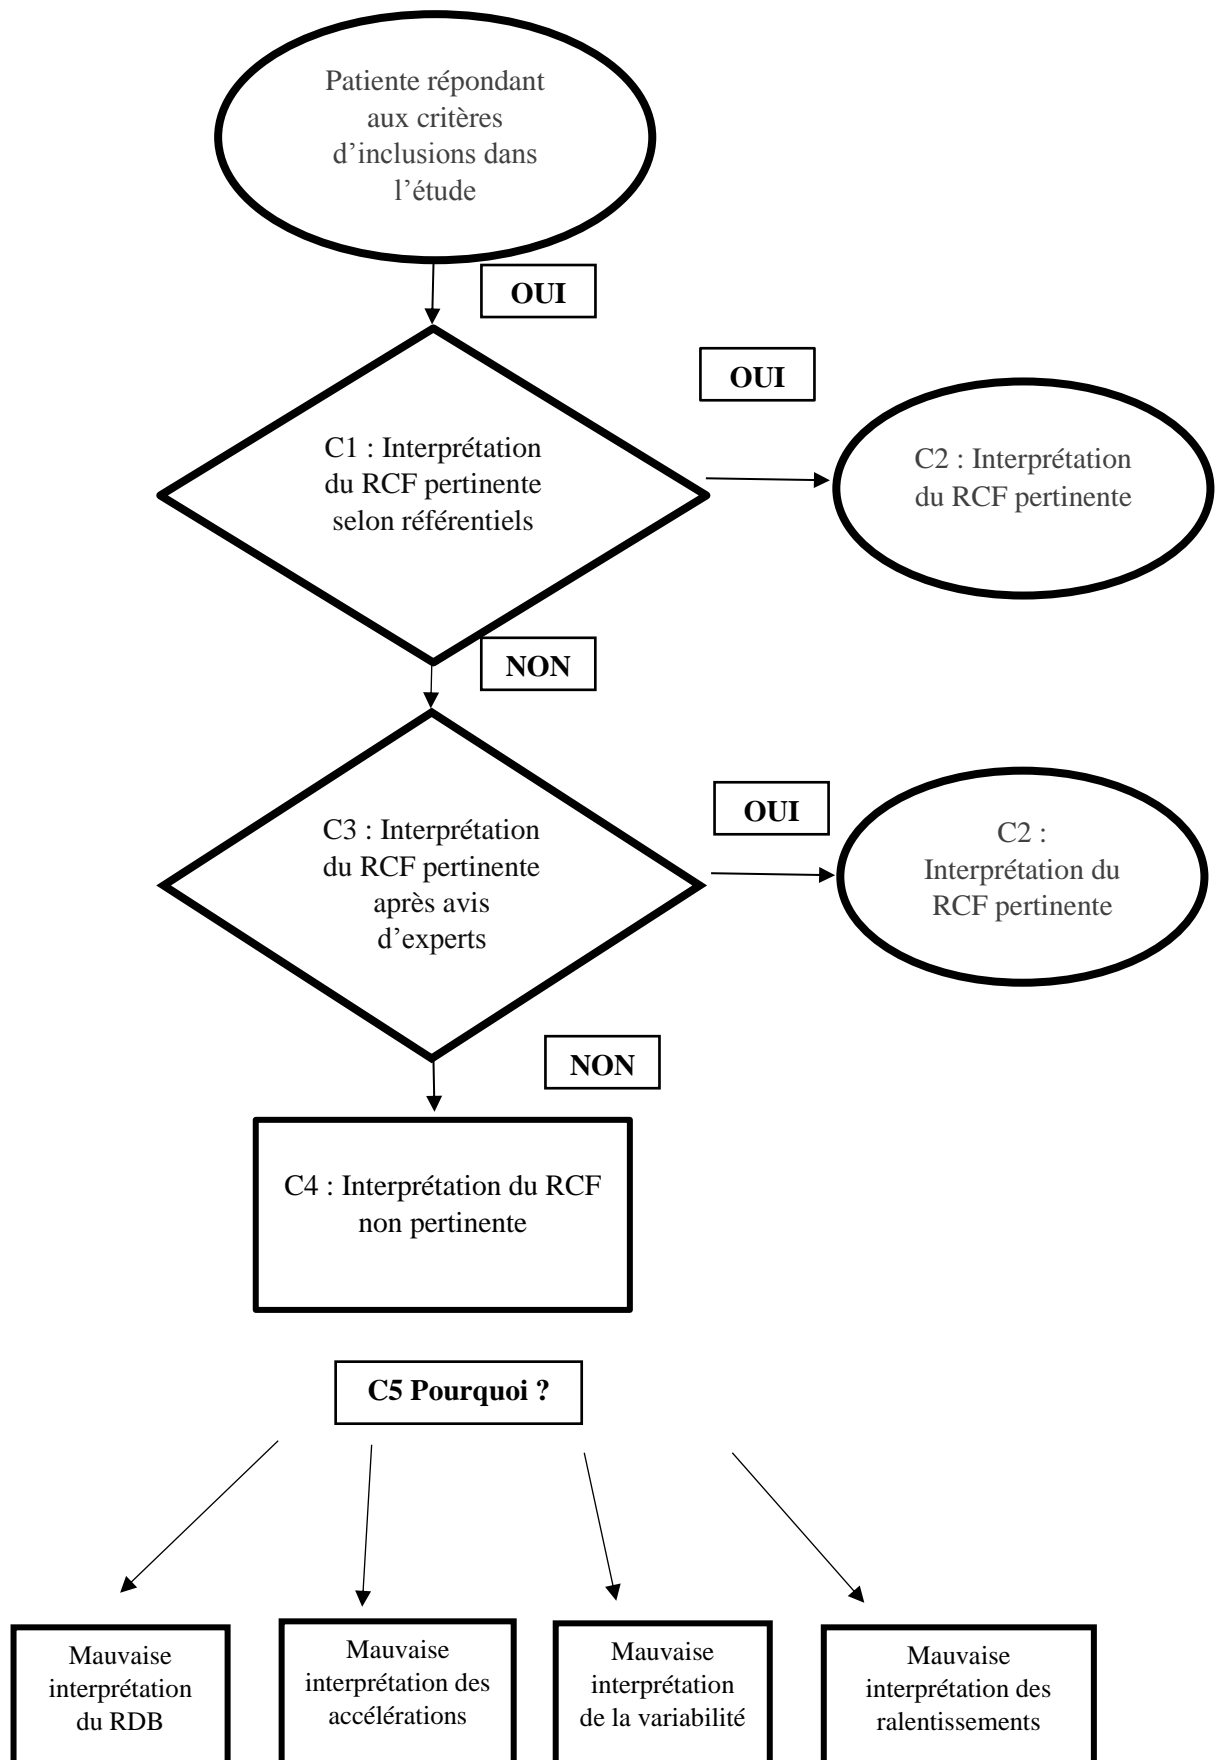 Patiente répondant
aux critères
d’inclusions dans
l’étude
OUI
OUI
C1 : Interprétation
du RCF pertinente
selon référentiels
C2 : Interprétation
du RCF pertinente
NON
OUI
C3 : Interprétation
du RCF pertinente
après avis
d’experts
C2 :
Interprétation du
RCF pertinente
NON
C4 : Interprétation du RCF
non pertinente
C5 Pourquoi ?
Mauvaise
interprétation
du RDB
Mauvaise
interprétation des
accélérations
Mauvaise
interprétation
de la variabilité
Mauvaise
interprétation des
ralentissements